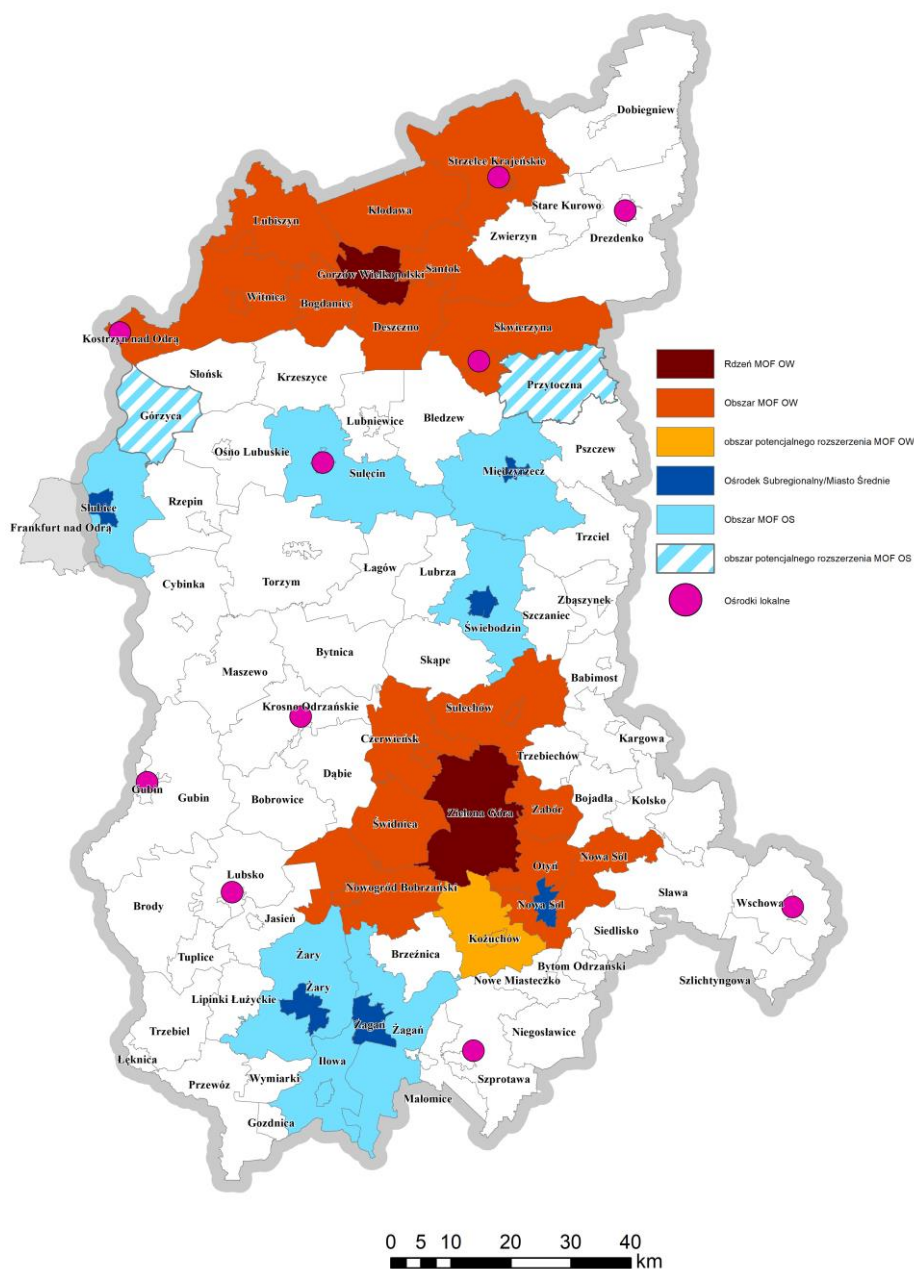 Dobiegniew
Strzelce Krajeńskie
Stare Kurowo
Kłodawa
Lubiszyn
Zwierzyn
Drezdenko
Santok
Gorzów Wielkopolski
Witnica
Bogdaniec
Deszczno
Skwierzyna
Kostrzyn nad Odrą
Słońsk
Krzeszyce
Przytoczna
Górzyca
Lubniewice
Bledzew
Ośno Lubuskie
Sulęcin
Międzyrzecz
Pszczew
Rzepin
Słubice
Frankfurt nad Odrą
Trzciel
Cybinka
Torzym
Łagów
Lubrza
Zbąszynek
Szczaniec
Świebodzin
Bytnica
Skąpe
Maszewo
Babimost
Krosno Odrzańskie
Sulechów
Czerwieńsk
Kargowa
Trzebiechów
Dąbie
Gubin
Gubin
Bobrowice
Bojadła
Kolsko
Zabór
Zielona Góra
Świdnica
Otyń
Nowa Sól
Lubsko
Nowogród Bobrzański
Sława
Brody
Nowa Sól
Wschowa
Jasień
Siedlisko
Kożuchów
Żary
Brzeźnica
Tuplice
Bytom Odrzański
Nowe Miasteczko
Szlichtyngowa
Żary
Lipinki Łużyckie
Żagań
Żagań
Niegosławice
Trzebiel
Łęknica
Iłowa
Wymiarki
Szprotawa
Przewóz
Małomice
Gozdnica
Rdzeń MOF OW
Obszar MOF OW
obszar potencjalnego rozszerzenia MOF OW
Ośrodek Subregionalny/Miasto Średnie
Obszar MOF OS
obszar potencjalnego rozszerzenia MOF OS
Ośrodki lokalne
0 5 10 20 30 40
km